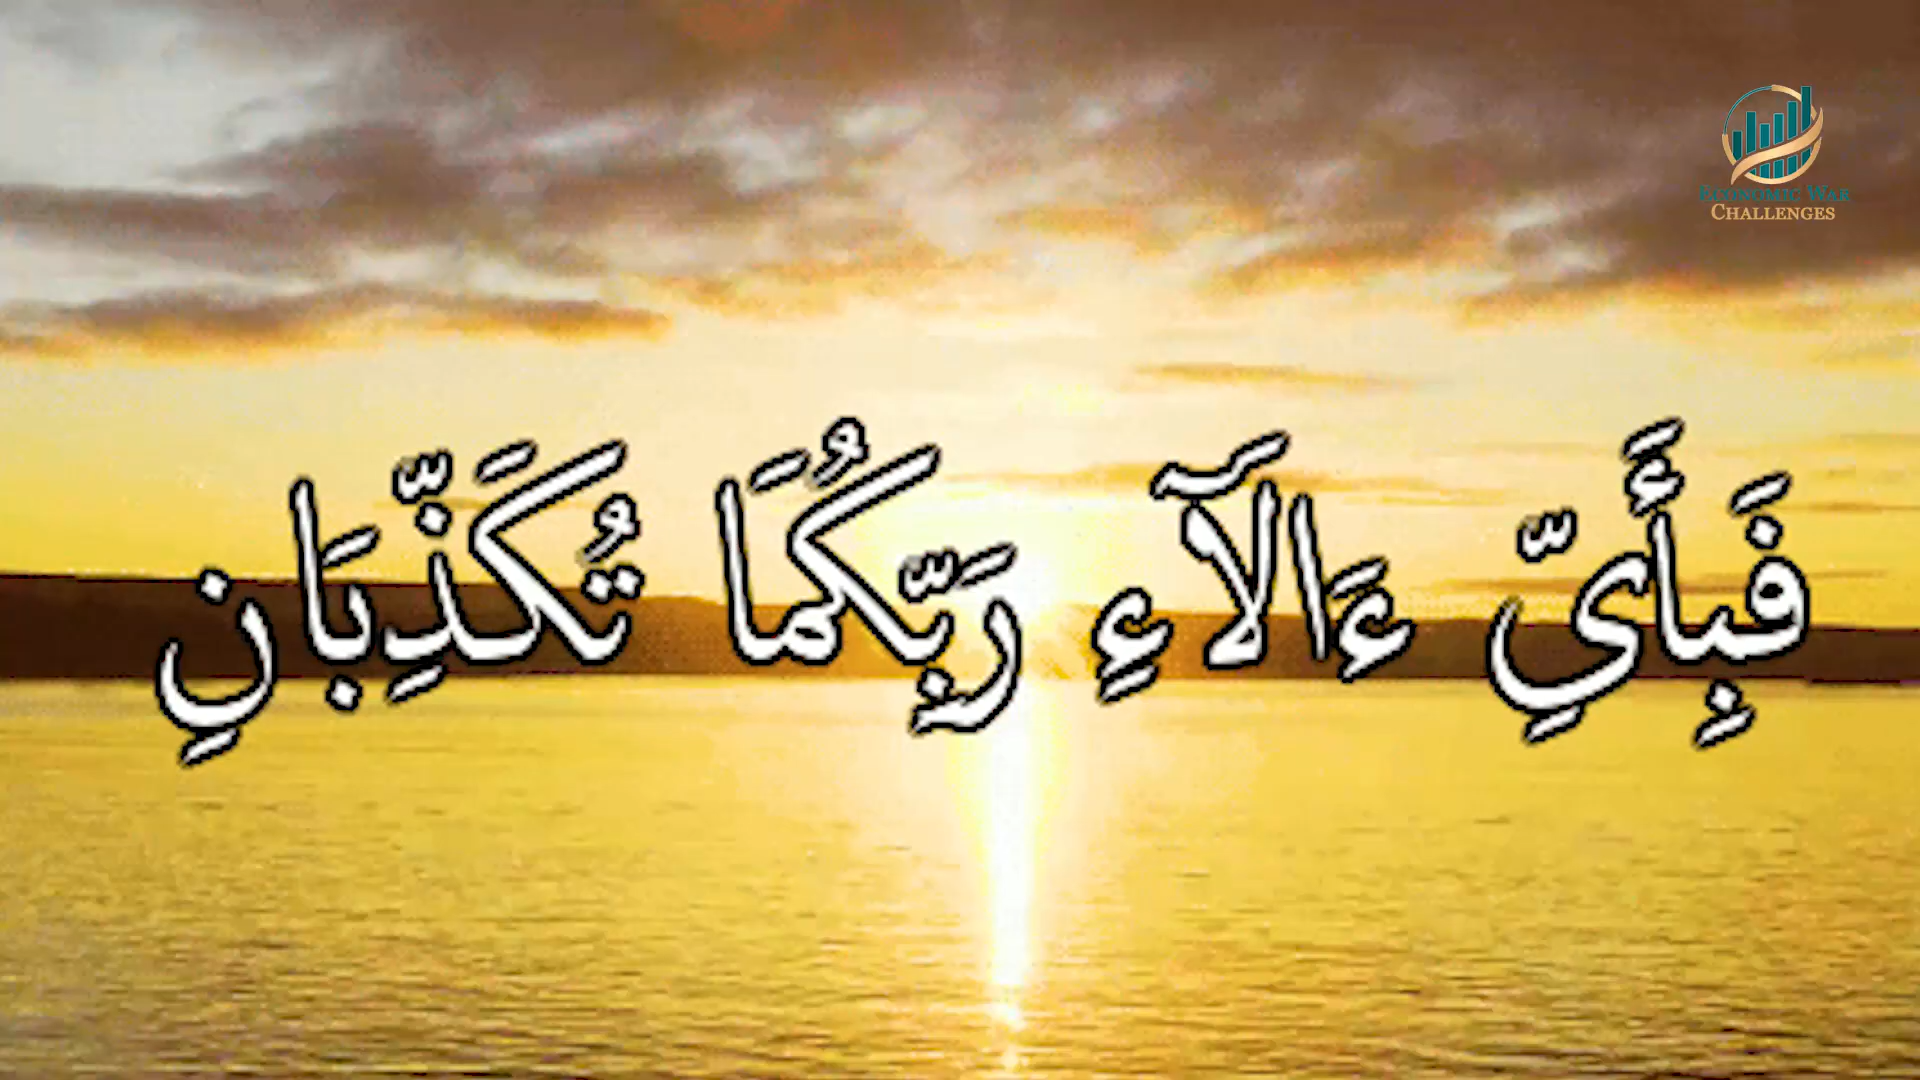 ECONOMIC WAR
CHALLENGES
فَبِأَيِّ ءَالَآءِ رَبِّكُمَا تُكَذِّبَانِ